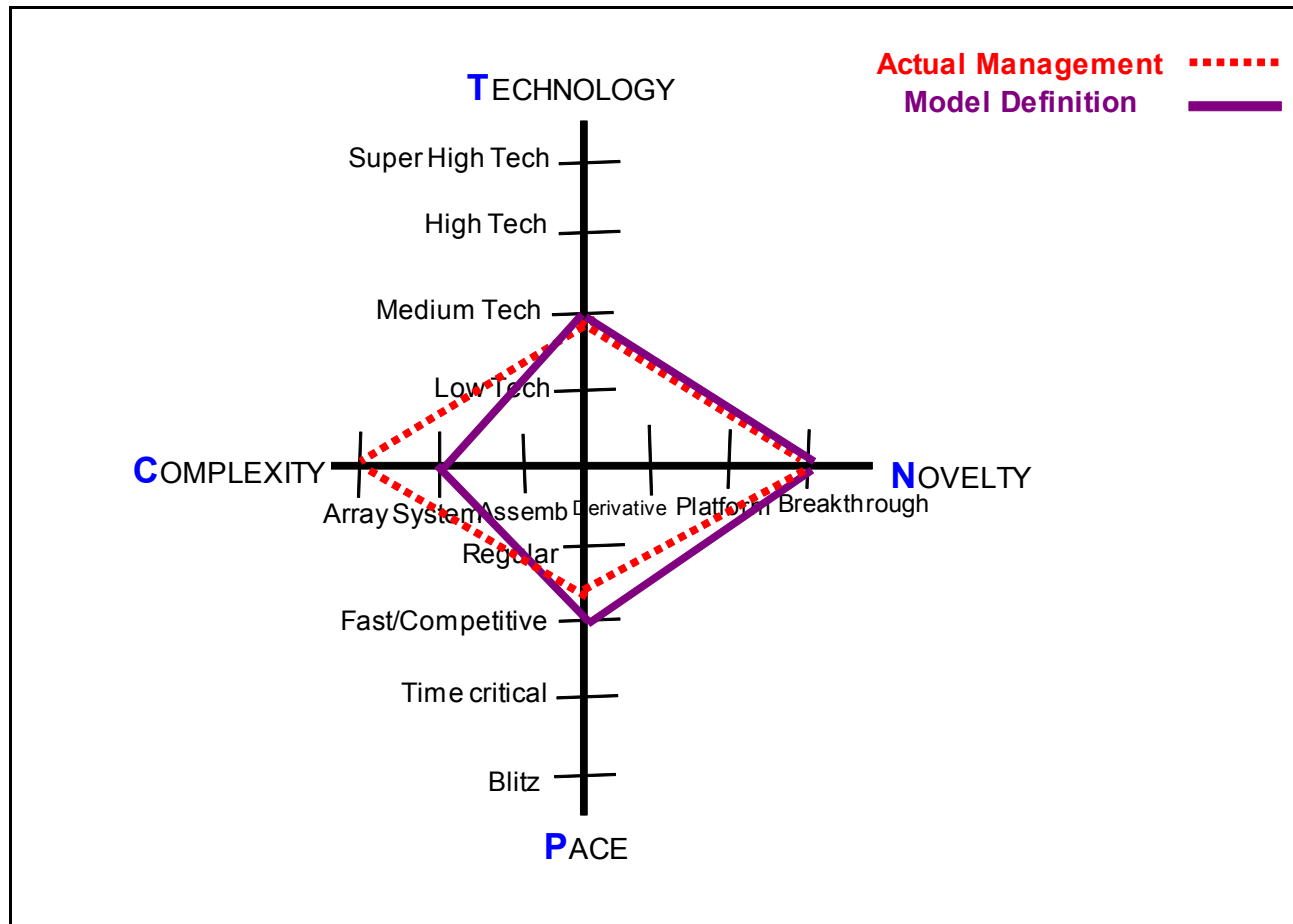 Actual Management
Model Definition
TECHNOLOGY
Super High Tech
High Tech
Medium Tech
Low Tech
COMPLEXITY
NOVELTY
Array System Assemb Derivative Platform Breakthrough
Regular
Fast/Competitive
Time critical
Blitz
PACE